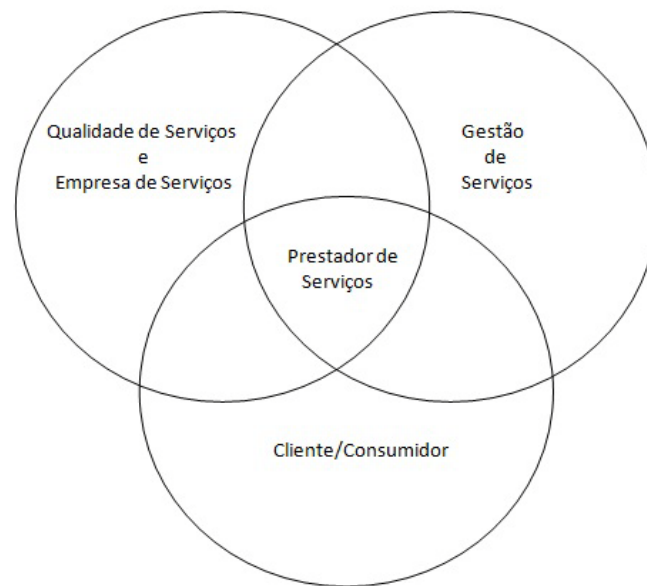 Qualidade de Serviços
e
Empresa de Serviços
Gestão
de
Serviços
Prestador de
Serviços
Cliente/Consumidor